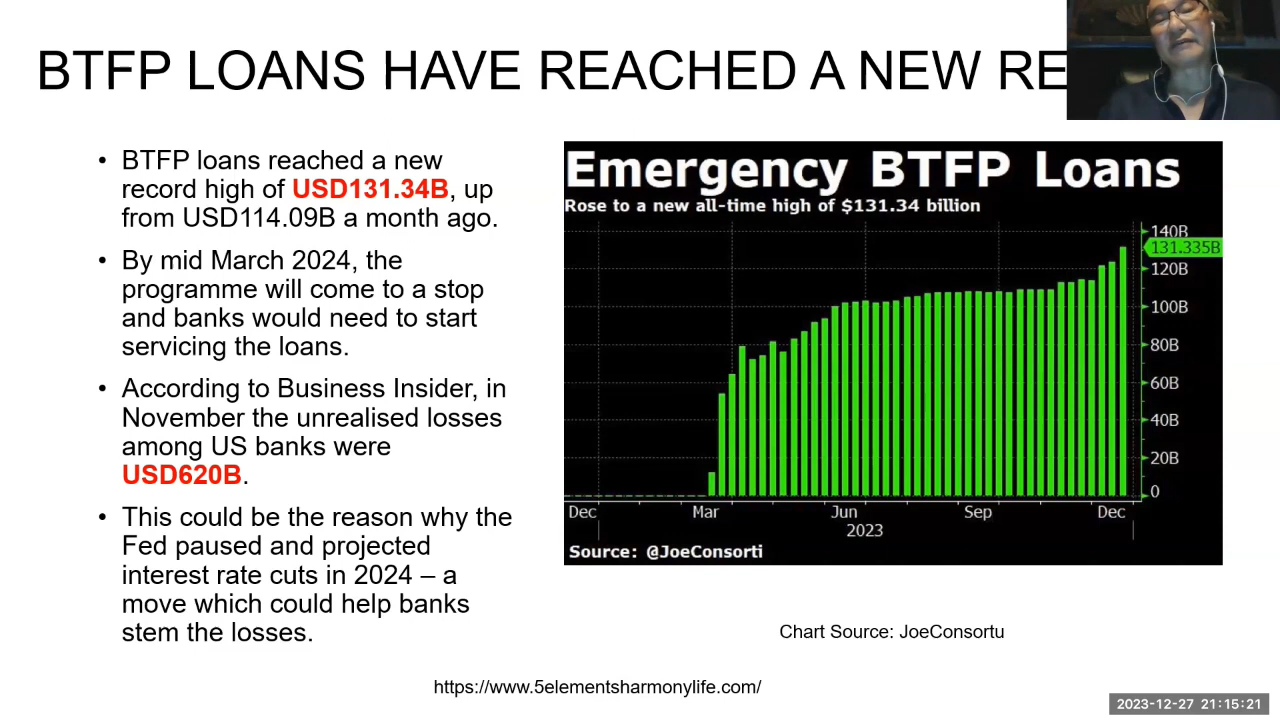 BTFP LOANS HAVE REACHED A NEW RE
• BTFP loans reached a new
record high of USD131.34B, up
from USD114.09B a month ago.
• By mid March 2024, the
programme will come to a stop
and banks would need to start
servicing the loans.
• According to Business Insider, in
November the unrealised losses
among US banks were
USD620B.
• This could be the reason why the
Fed paused and projected
interest rate cuts in 2024 – a
move which could help banks
stem the losses.
Emergency BTFP Loans
Rose to a new all-time high of $131.34 billion
140B
131.335B
120B
100B
80B
60B
40B
20B
0
Dec Mar Jun Sep Dec
2023
Source: @JoeConsorti
Chart Source: JoeConsortu
https://www.5elementsharmonylife.com/
2023-12-27 21:15:21